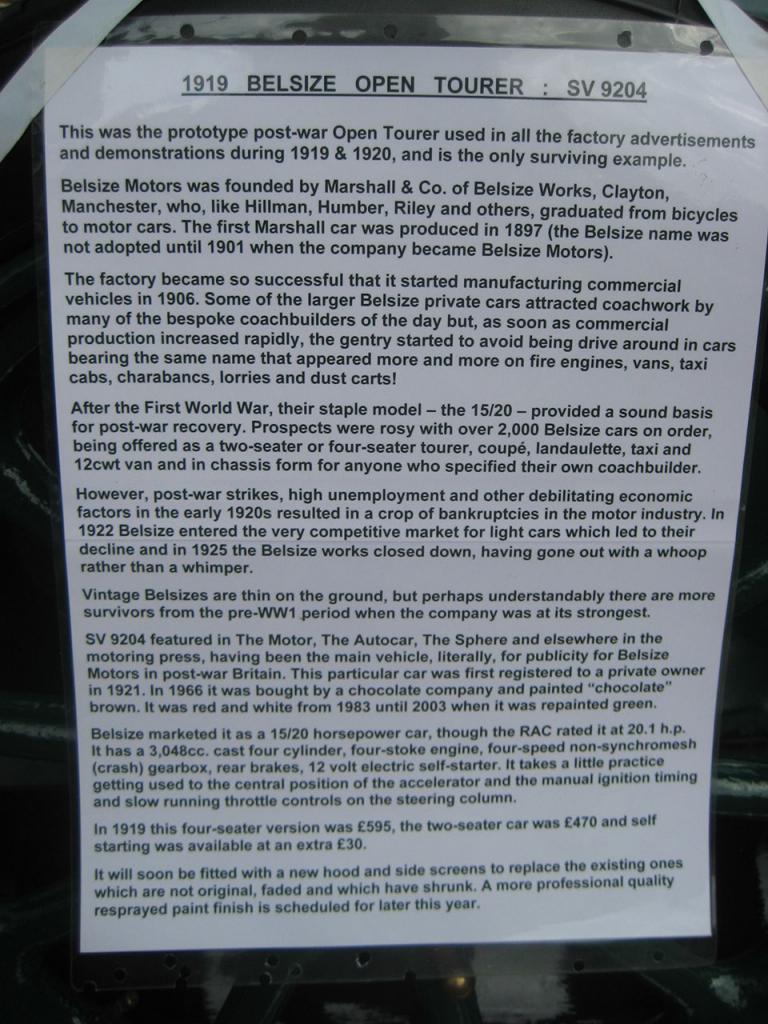 1919 BELSIZE OPEN TOURER : SV 9204
This was the prototype post-war Open Tourer used in all the factory advertisements
and demonstrations during 1919 & 1920, and is the only surviving example.
Belsize Motors was founded by Marshall & Co. of Belsize Works, Clayton,
Manchester, who, like Hillman, Humber, Riley and others, graduated from bicycles
to motor cars. The first Marshall car was produced in 1897 (the Belsize name was
not adopted until 1901 when the company became Belsize Motors).
The factory became so successful that it started manufacturing commercial
vehicles in 1906. Some of the larger Belsize private cars attracted coachwork by
many of the bespoke coachbuilders of the day but, as soon as commercial
production increased rapidly, the gentry started to avoid being drive around in cars
bearing the same name that appeared more and more on fire engines, vans, taxi
cabs, charabancs, lorries and dust carts!
After the First World War, their staple model – the 15/20 – provided a sound basis
for post-war recovery. Prospects were rosy with over 2,000 Belsize cars on order,
being offered as a two-seater or four-seater tourer, coupé, landaulette, taxi and
12cwt van and in chassis form for anyone who specified their own coachbuilder.
However, post-war strikes, high unemployment and other debilitating economic
factors in the early 1920s resulted in a crop of bankruptcies in the motor industry. In
1922 Belsize entered the very competitive market for light cars which led to their
decline and in 1925 the Belsize works closed down, having gone out with a whoop
rather than a whimper.
Vintage Belsizes are thin on the ground, but perhaps understandably there are more
survivors from the pre-WW1 period when the company was at its strongest.
SV 9204 featured in The Motor, The Autocar, The Sphere and elsewhere in the
motoring press, having been the main vehicle, literally, for publicity for Belsize
Motors in post-war Britain. This particular car was first registered to a private owner
in 1921. In 1966 it was bought by a chocolate company and painted “chocolate”
brown. It was red and white from 1983 until 2003 when it was repainted green.
Belsize marketed it as a 15/20 horsepower car, though the RAC rated it at 20.1 h.p.
It has a 3,048cc. cast four cylinder, four-stoke engine, four-speed non-synchromesh
(crash) gearbox, rear brakes, 12 volt electric self-starter. It takes a little practice
getting used to the central position of the accelerator and the manual ignition timing
and slow running throttle controls on the steering column.
In 1919 this four-seater version was £595, the two-seater car was £470 and self
starting was available at an extra £30.
It will soon be fitted with a new hood and side screens to replace the existing ones
which are not original, faded and which have shrunk. A more professional quality
resprayed paint finish is scheduled for later this year.